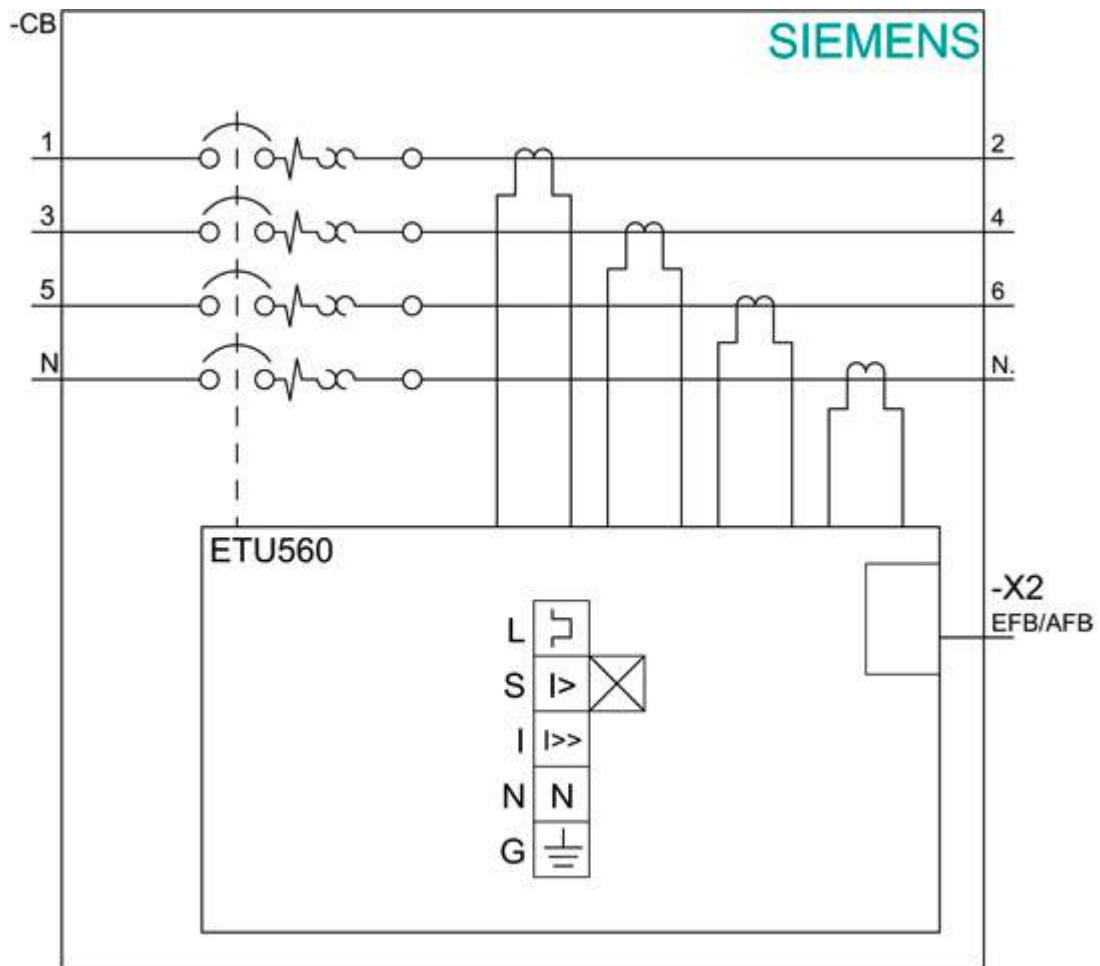 -CB
SIEMENS
1
2
3
4
5
6
N
N.
ETU560
-X2
EFB/AFB
L
S I>
I I>>
N N
G